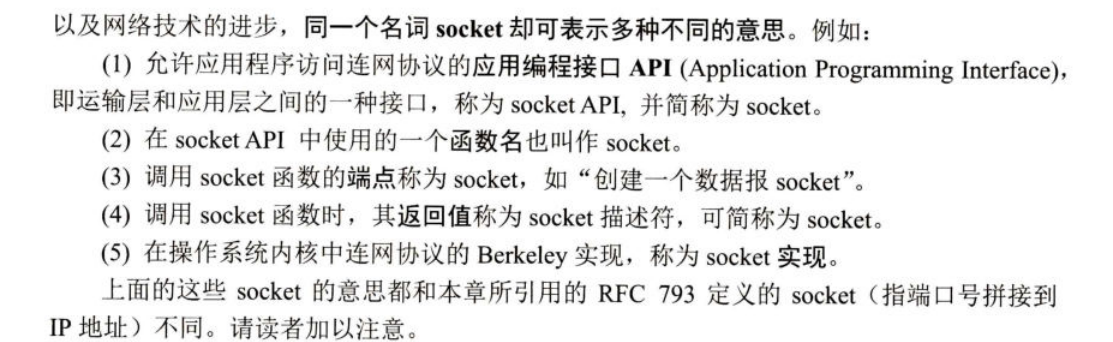 以及网络技术的进步，同一个名词 socket 却可表示多种不同的意思。例如：
(1) 允许应用程序访问连网协议的应用编程接口 API (Application Programming Interface)，
即运输层和应用层之间的一种接口，称为 socket API, 并简称为 socket。
(2) 在 socket API 中使用的一个函数名也叫作 socket。
(3) 调用 socket 函数的端点称为 socket，如“创建一个数据报 socket”。
(4) 调用 socket 函数时，其返回值称为 socket 描述符，可简称为 socket。
(5) 在操作系统内核中连网协议的 Berkeley 实现，称为 socket 实现。
上面的这些 socket 的意思都和本章所引用的 RFC 793 定义的 socket（指端口号拼接到
IP 地址）不同。请读者加以注意。